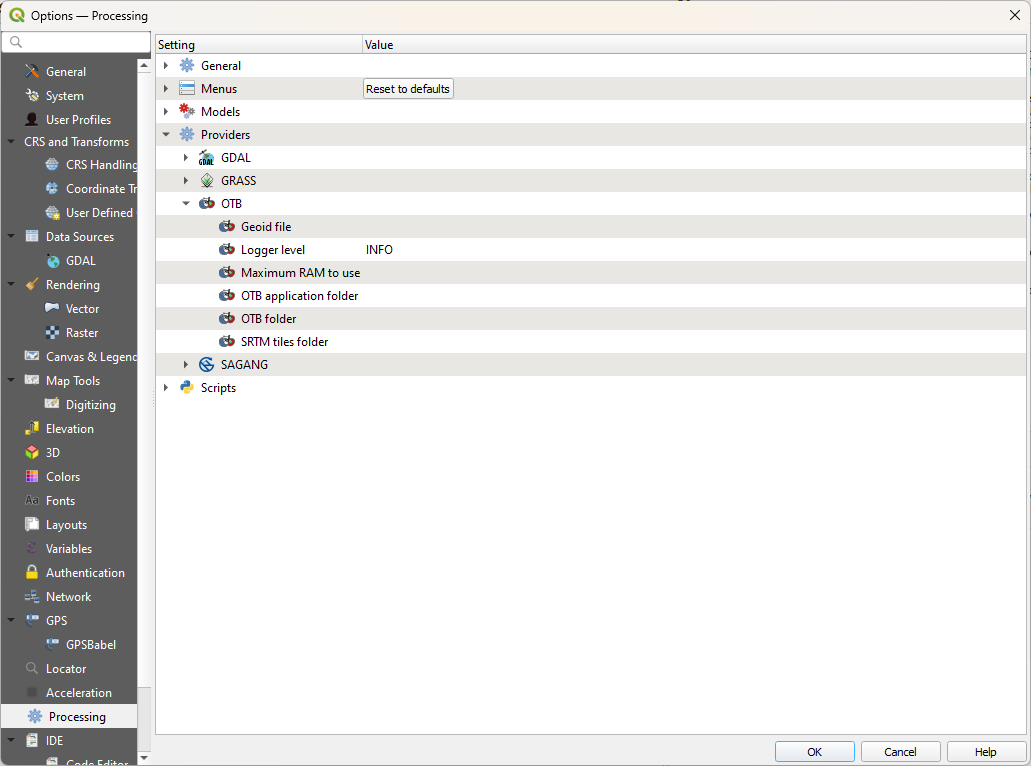 Options — Processing
General
System
User Profiles
CRS and Transforms
CRS Handling
Coordinate Tr
User Defined
Data Sources
GDAL
Rendering
Vector
Raster
Canvas & Legend
Map Tools
Digitizing
Elevation
3D
Colors
Fonts
Layouts
Variables
Authentication
Network
GPS
GPSBabel
Locator
Acceleration
Processing
IDE
Code Editor
Setting Value
General
Menus Reset to defaults
Models
Providers
GDAL
GRASS
OTB
Geoid file
Logger level INFO
Maximum RAM to use
OTB application folder
OTB folder
SRTM tiles folder
SAGANG
Scripts
OK Cancel Help